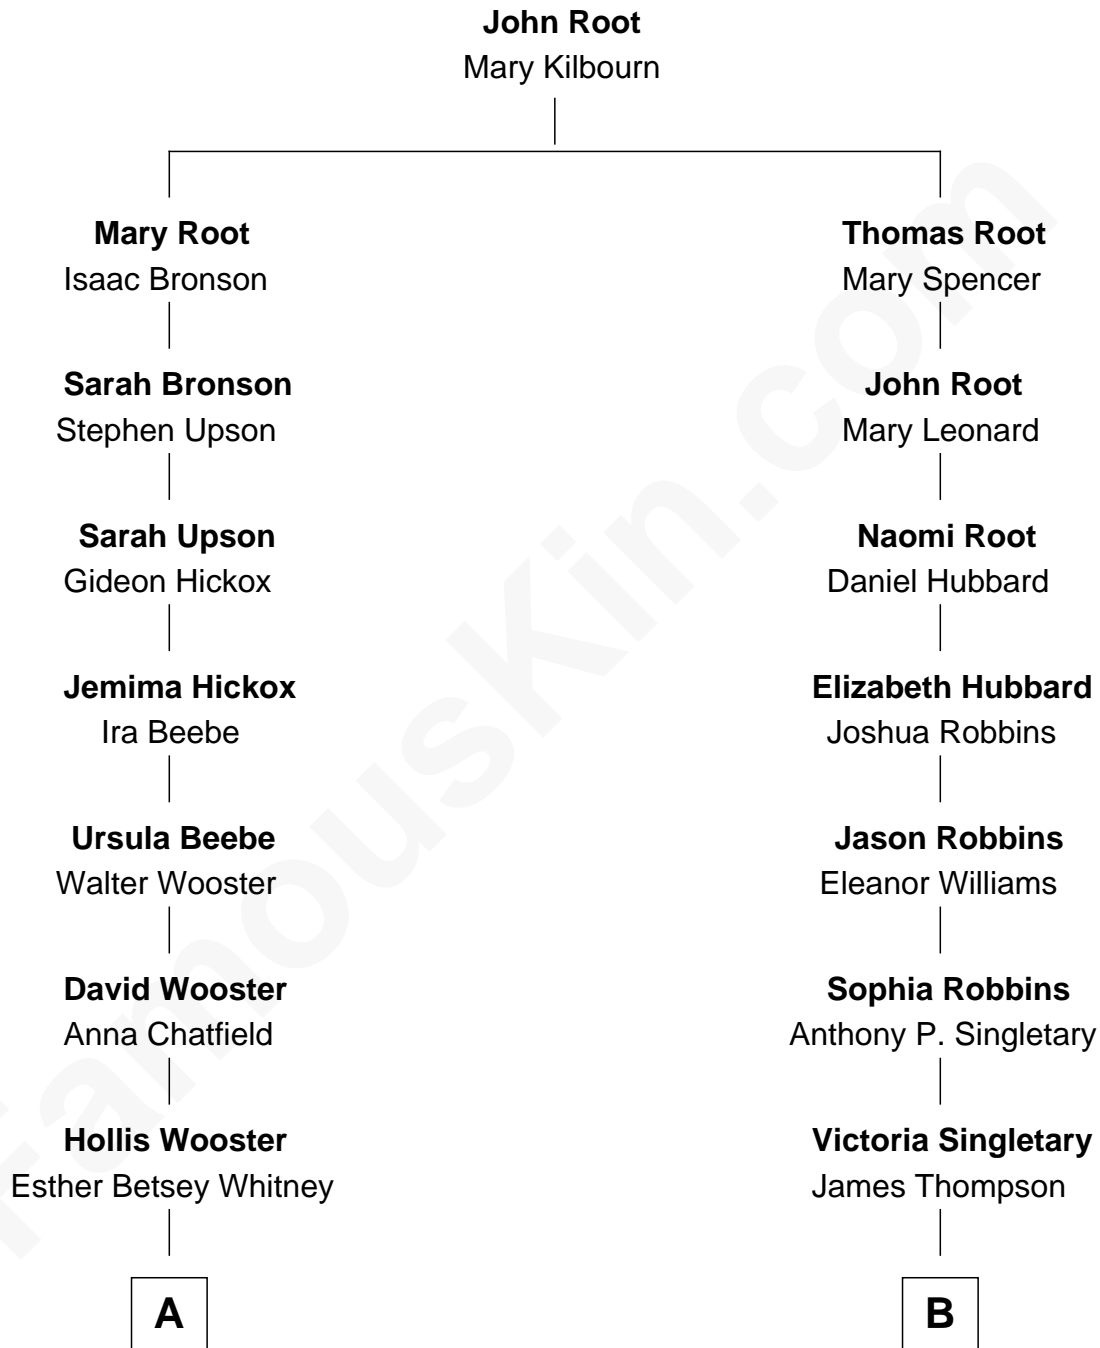 John Root
Mary Kilbourn
Mary Root
Isaac Bronson
Sarah Bronson
Stephen Upson
Sarah Upson
Gideon Hickox
Jemima Hickox
Ira Beebe
Ursula Beebe
Walter Wooster
David Wooster
Anna Chatfield
Hollis Wooster
Esther Betsey Whitney
A
Thomas Root
Mary Spencer
John Root
Mary Leonard
Naomi Root
Daniel Hubbard
Elizabeth Hubbard
Joshua Robbins
Jason Robbins
Eleanor Williams
Sophia Robbins
Anthony P. Singletary
Victoria Singletary
James Thompson
B
FamousKin.com